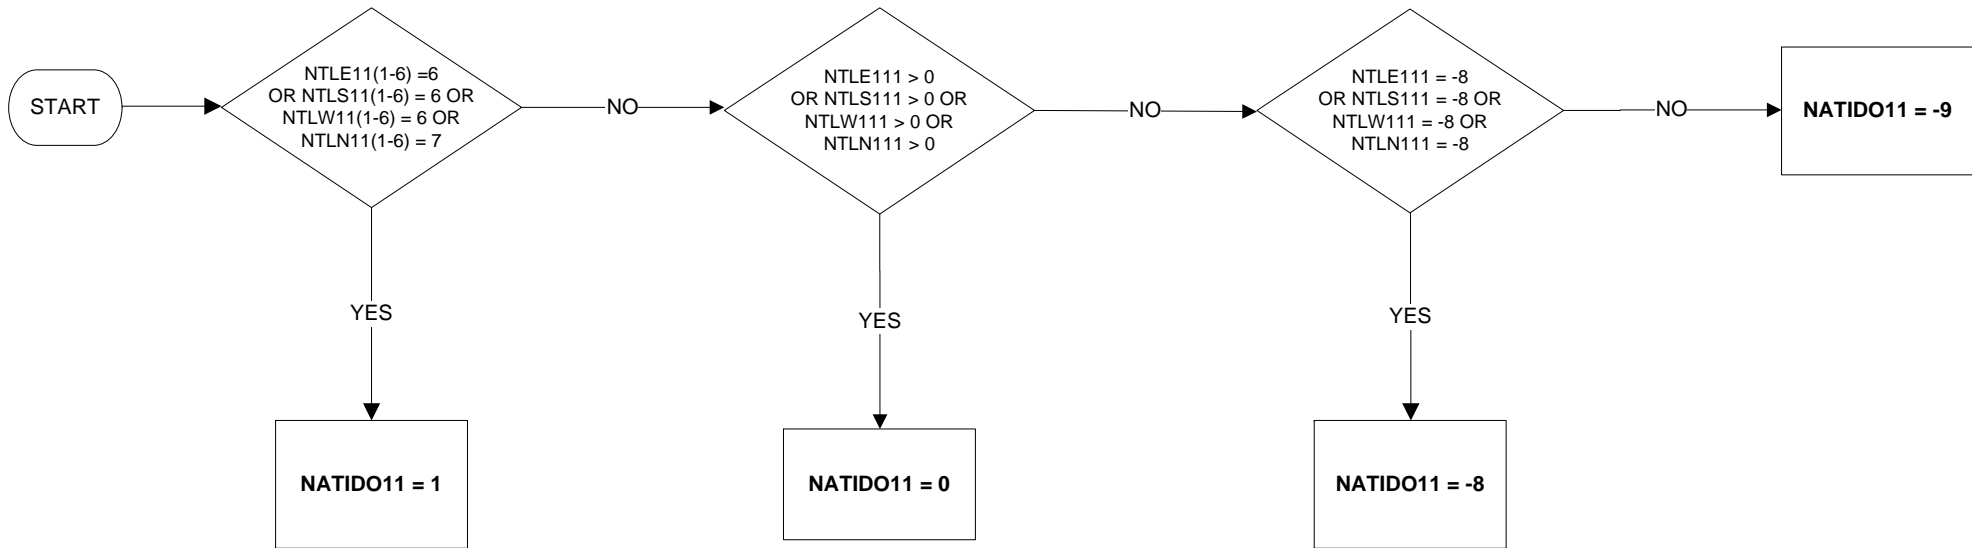 START
NTLE11(1-6) =6
OR NTLS11(1-6) = 6 OR
NTLW11(1-6) = 6 OR
NTLN11(1-6) = 7
NO
NTLE111 > 0
OR NTLS111 > 0 OR
NTLW111 > 0 OR
NTLN111 > 0
NO
NTLE111 = -8
OR NTLS111 = -8 OR
NTLW111 = -8 OR
NTLN111 = -8
NO
NATIDO11 = -9
YES
YES
YES
NATIDO11 = 1
NATIDO11 = 0
NATIDO11 = -8